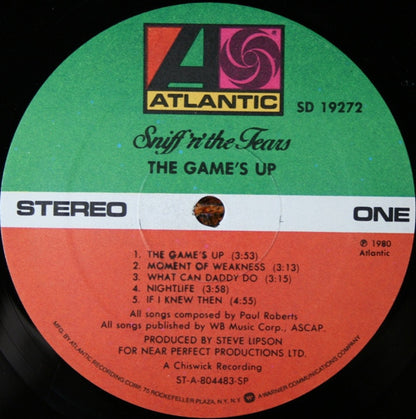 ATLANTIC
SD 19272
Sniff 'n' the Tears
THE GAME'S UP
STEREO
ONE
℗ 1980
Atlantic
1. THE GAME'S UP (3:53)
2. MOMENT OF WEAKNESS (3:13)
3. WHAT CAN DADDY DO (3:15)
4. NIGHTLIFE (3:58)
5. IF I KNEW THEN (4:55)
All songs composed by Paul Roberts
All songs published by WB Music Corp., ASCAP.
PRODUCED BY STEVE LIPSON
FOR NEAR PERFECT PRODUCTIONS LTD.
A Chiswick Recording
ST-A-804483-SP
MFG. BY ATLANTIC RECORDING CORP., 75 ROCKEFELLER PLAZA, N.Y., N.Y. A WARNER COMMUNICATIONS COMPANY